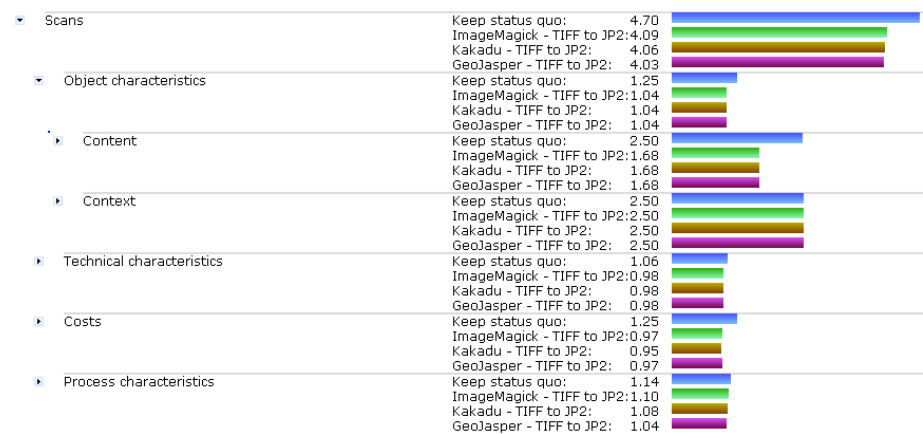 Scans Keep status quo: 4.70
ImageMagick - TIFF to JP2:4.09
Kakadu - TIFF to JP2: 4.06
GeoJasper - TIFF to JP2: 4.03
Object characteristics Keep status quo: 1.25
ImageMagick - TIFF to JP2:1.04
Kakadu - TIFF to JP2: 1.04
GeoJasper - TIFF to JP2: 1.04
Content Keep status quo: 2.50
ImageMagick - TIFF to JP2:1.68
Kakadu - TIFF to JP2: 1.68
GeoJasper - TIFF to JP2: 1.68
Context Keep status quo: 2.50
ImageMagick - TIFF to JP2:2.50
Kakadu - TIFF to JP2: 2.50
GeoJasper - TIFF to JP2: 2.50
Technical characteristics Keep status quo: 1.06
ImageMagick - TIFF to JP2:0.98
Kakadu - TIFF to JP2: 0.98
GeoJasper - TIFF to JP2: 0.98
Costs Keep status quo: 1.25
ImageMagick - TIFF to JP2:0.97
Kakadu - TIFF to JP2: 0.95
GeoJasper - TIFF to JP2: 0.97
Process characteristics Keep status quo: 1.14
ImageMagick - TIFF to JP2:1.10
Kakadu - TIFF to JP2: 1.08
GeoJasper - TIFF to JP2: 1.04